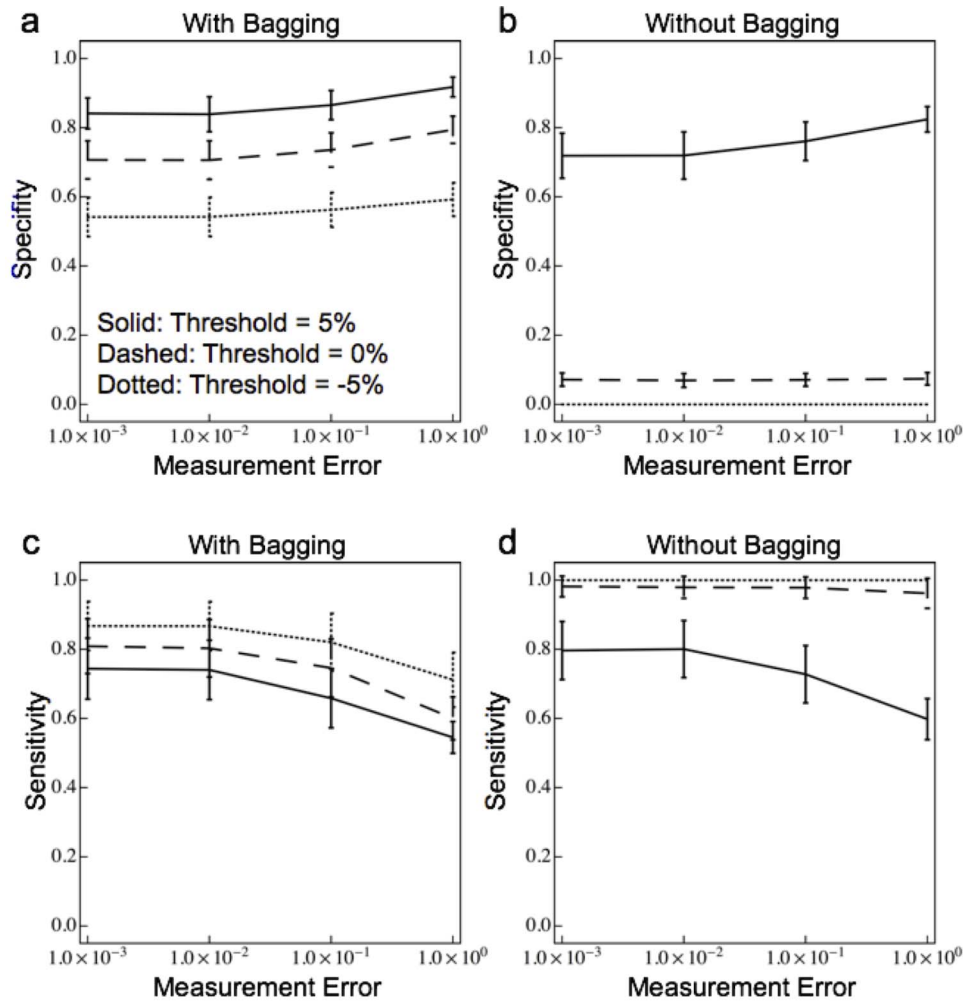 a
With Bagging
1.0
0.8
0.6
0.4
0.2
0.0
Specifity
Solid: Threshold = 5%
Dashed: Threshold = 0%
Dotted: Threshold = -5%
1.0 × 10⁻³
1.0 × 10⁻²
1.0 × 10⁻¹
1.0 × 10⁰
Measurement Error
b
Without Bagging
1.0
0.8
0.6
0.4
0.2
0.0
Specifity
1.0 × 10⁻³
1.0 × 10⁻²
1.0 × 10⁻¹
1.0 × 10⁰
Measurement Error
c
With Bagging
1.0
0.8
0.6
0.4
0.2
0.0
Sensitivity
1.0 × 10⁻³
1.0 × 10⁻²
1.0 × 10⁻¹
1.0 × 10⁰
Measurement Error
d
Without Bagging
1.0
0.8
0.6
0.4
0.2
0.0
Sensitivity
1.0 × 10⁻³
1.0 × 10⁻²
1.0 × 10⁻¹
1.0 × 10⁰
Measurement Error